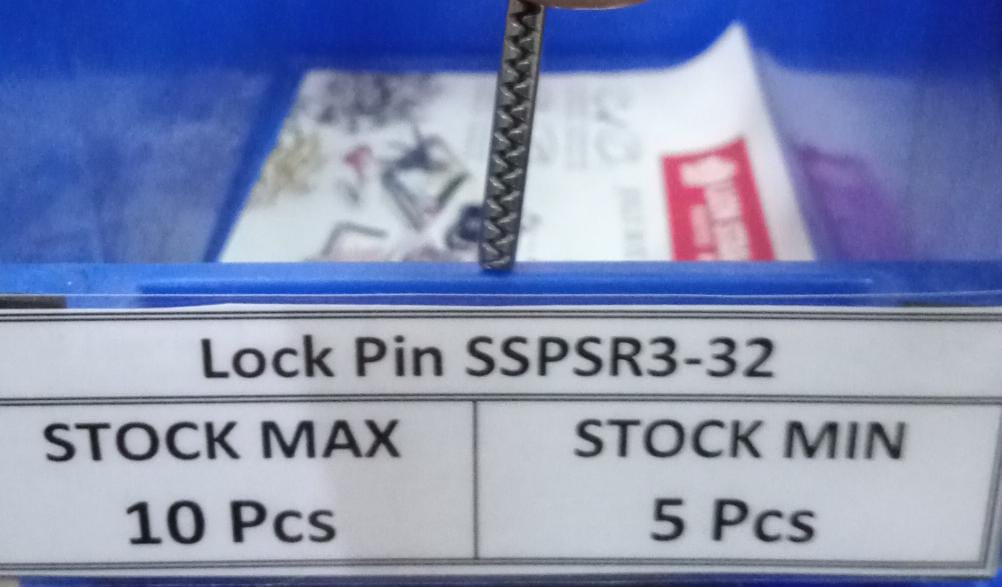 Lock Pin SSPSR3-32
STOCK MAX
STOCK MIN
10 Pcs
5 Pcs